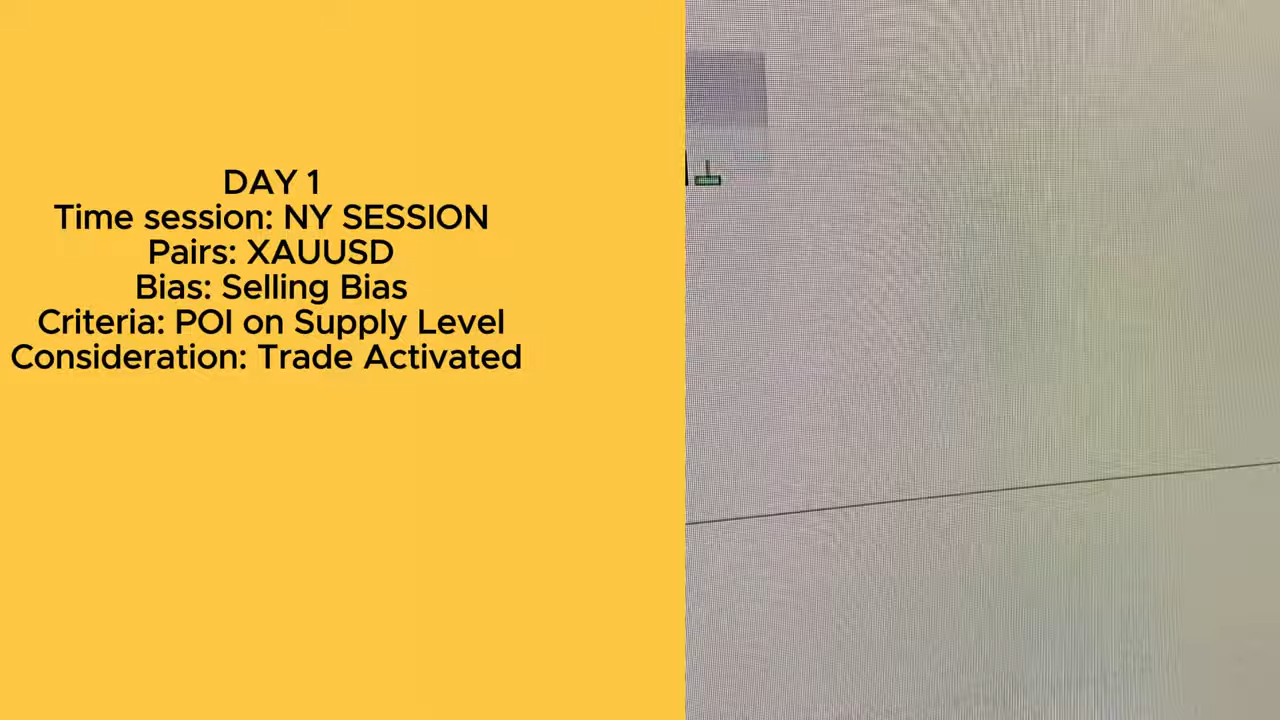 DAY 1
Time session: NY SESSION
Pairs: XAUUSD
Bias: Selling Bias
Criteria: POI on Supply Level
Consideration: Trade Activated